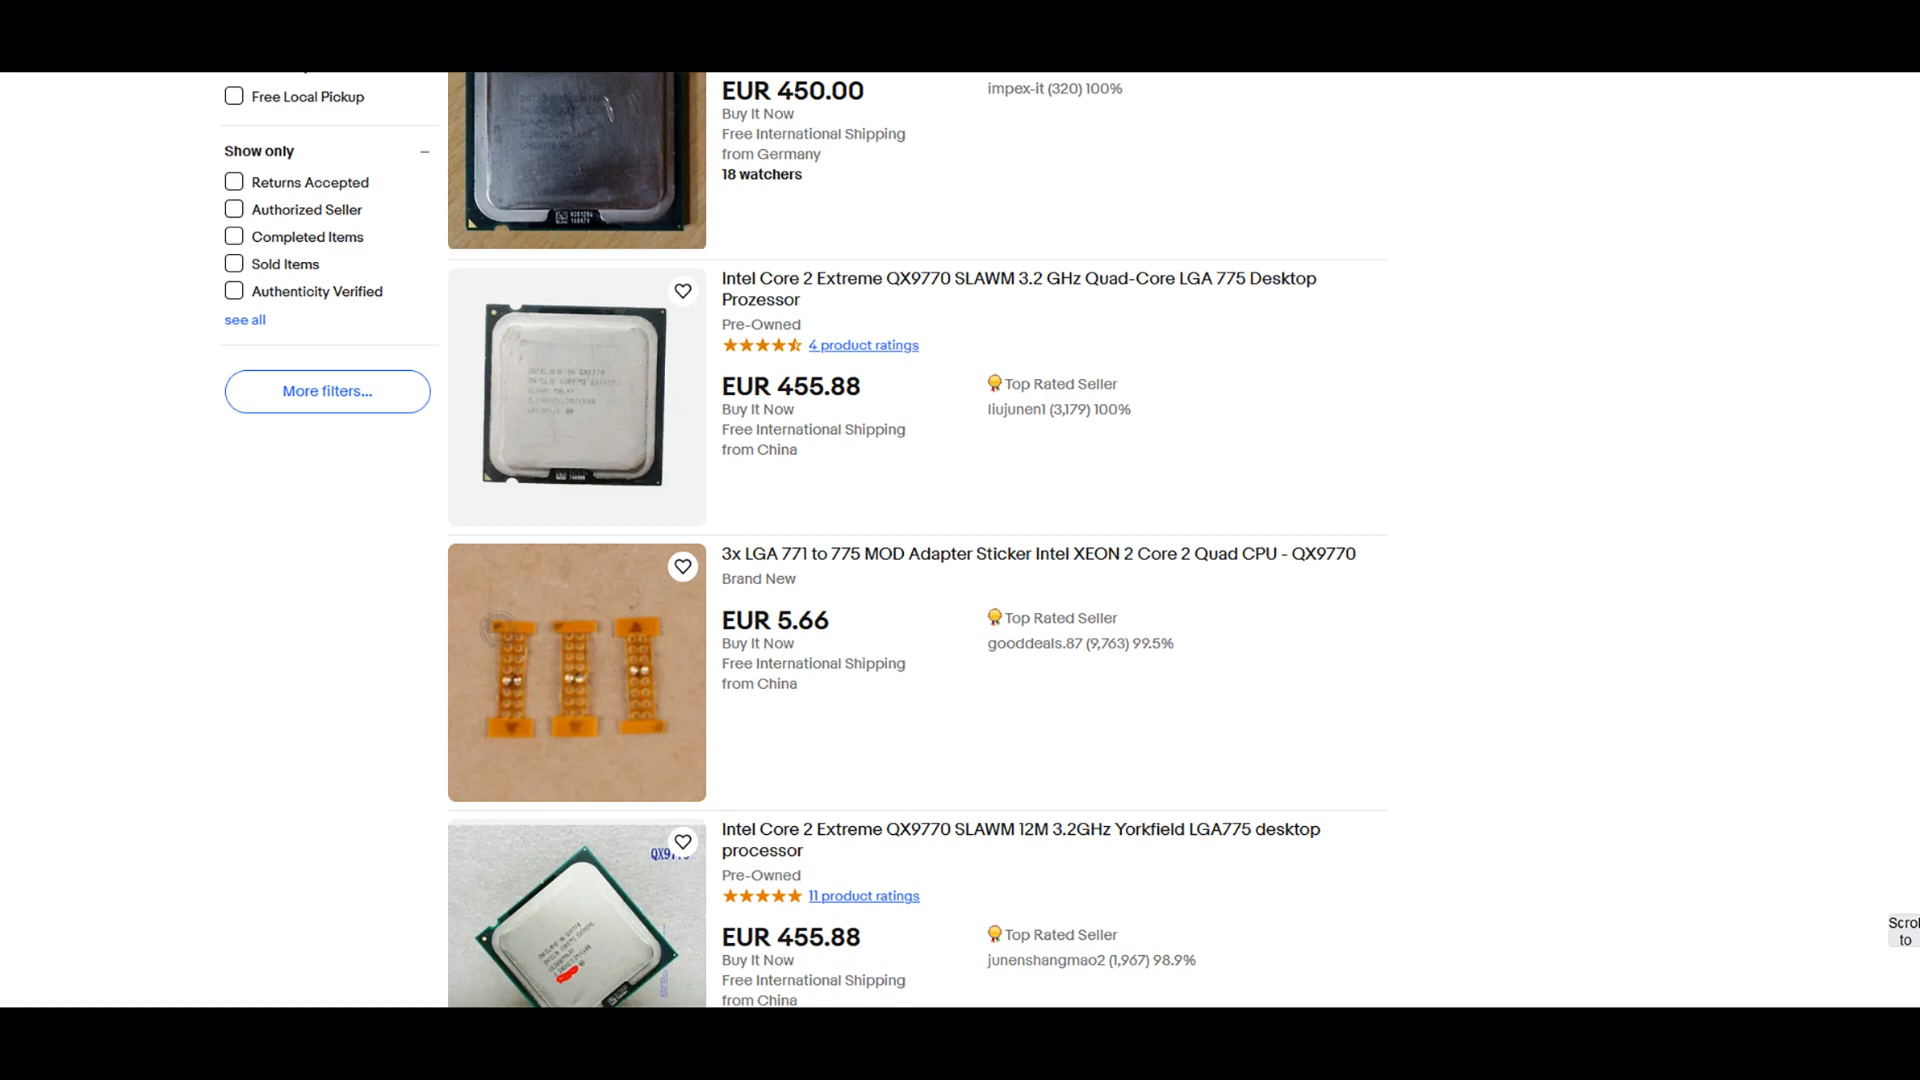 Free Local Pickup
Show only
Returns Accepted
Authorized Seller
Completed Items
Sold Items
Authenticity Verified
see all
More filters...
EUR 450.00
impex-it (320) 100%
Buy It Now
Free International Shipping
from Germany
18 watchers
Intel Core 2 Extreme QX9770 SLAWM 3.2 GHz Quad-Core LGA 775 Desktop
Prozessor
Pre-Owned
4 product ratings
EUR 455.88
Top Rated Seller
Buy It Now
liujunen1 (3,179) 100%
Free International Shipping
from China
3x LGA 771 to 775 MOD Adapter Sticker Intel XEON 2 Core 2 Quad CPU - QX9770
Brand New
EUR 5.66
Top Rated Seller
Buy It Now
gooddeals.87 (9,763) 99.5%
Free International Shipping
from China
Intel Core 2 Extreme QX9770 SLAWM 12M 3.2GHz Yorkfield LGA775 desktop
processor
Pre-Owned
11 product ratings
EUR 455.88
Top Rated Seller
Buy It Now
junenshangmao2 (1,967) 98.9%
Free International Shipping
from China
Scrol
to